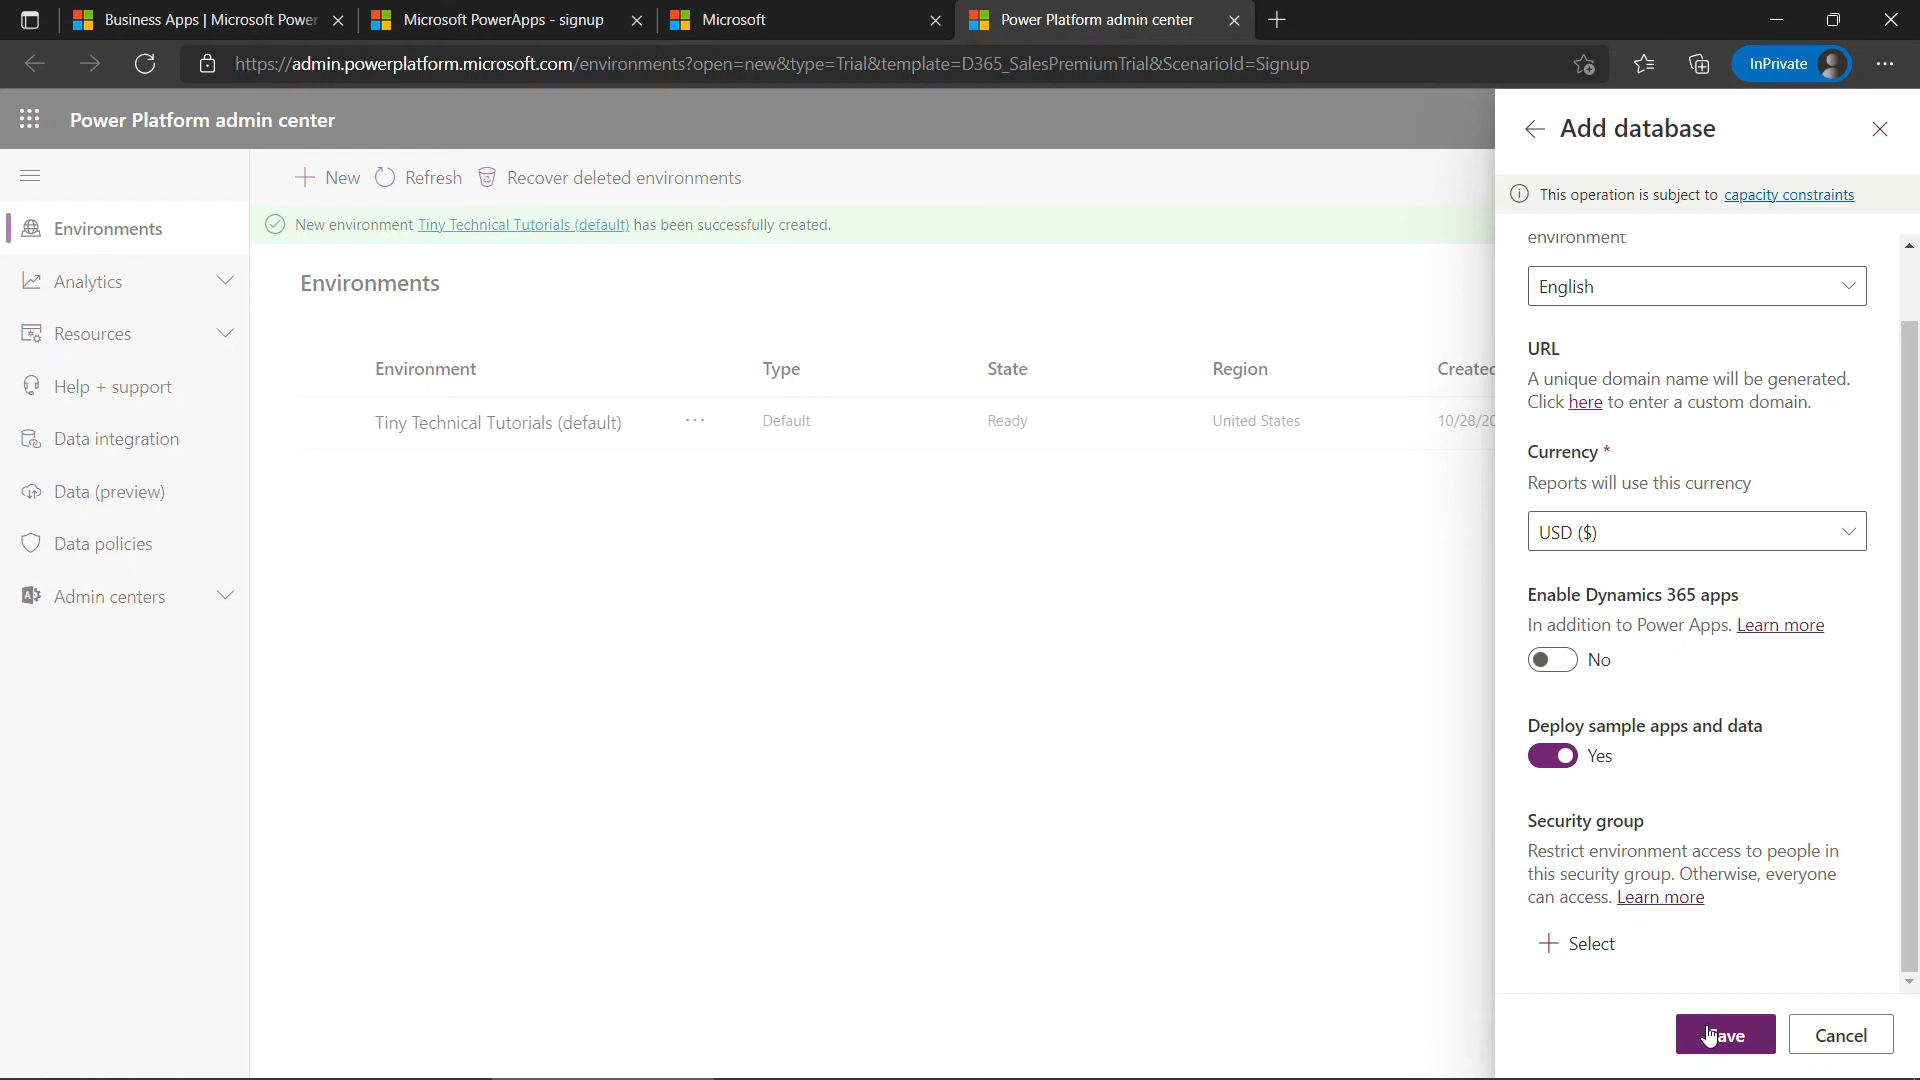 Business Apps | Microsoft Power
Microsoft PowerApps - signup
Microsoft
Power Platform admin center
https://admin.powerplatform.microsoft.com/environments?open=new&type=Trial&template=D365_SalesPremiumTrial&ScenarioId=Signup
InPrivate
Power Platform admin center
New
Refresh
Recover deleted environments
New environment Tiny Technical Tutorials (default) has been successfully created.
Environments
Analytics
Resources
Help + support
Data integration
Data (preview)
Data policies
Admin centers
Environments
Environment Type State Region Created
Tiny Technical Tutorials (default) ··· Default Ready United States 10/28/20
Add database
This operation is subject to capacity constraints
environment
English
URL
A unique domain name will be generated.
Click here to enter a custom domain.
Currency *
Reports will use this currency
USD ($)
Enable Dynamics 365 apps
In addition to Power Apps. Learn more
No
Deploy sample apps and data
Yes
Security group
Restrict environment access to people in
this security group. Otherwise, everyone
can access. Learn more
Select
Save
Cancel